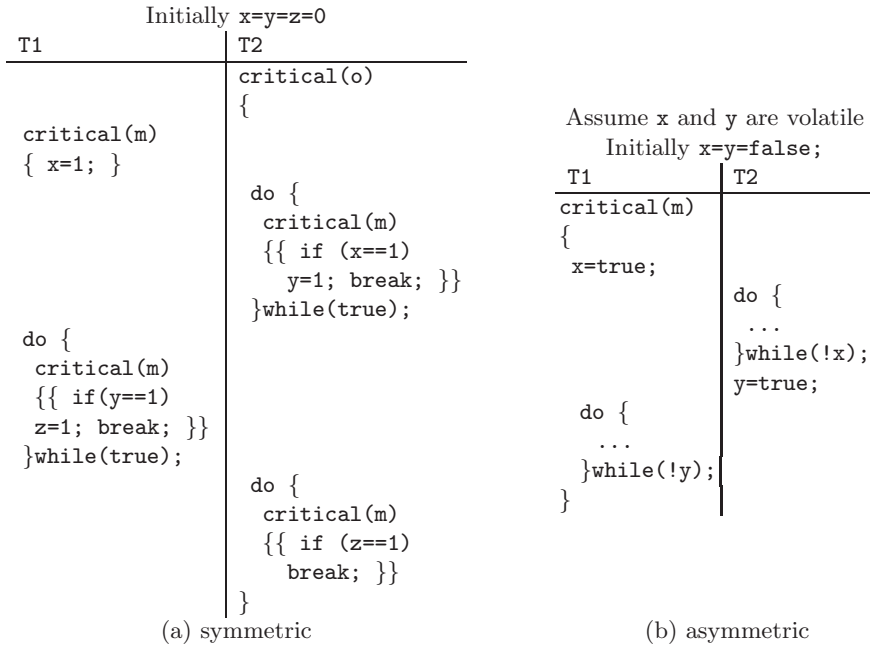 Initially x=y=z=0
T1 T2
critical(o)
{
critical(m)
{ x=1; }
do {
critical(m)
{{ if (x==1)
y=1; break; }}
}while(true);
do {
critical(m)
{{ if(y==1)
z=1; break; }}
}while(true);
do {
critical(m)
{{ if (z==1)
break; }}
}
(a) symmetric
Assume x and y are volatile
Initially x=y=false;
T1 T2
critical(m)
{
x=true;
do {
...
}while(!x);
y=true;
do {
...
}while(!y);
}
(b) asymmetric